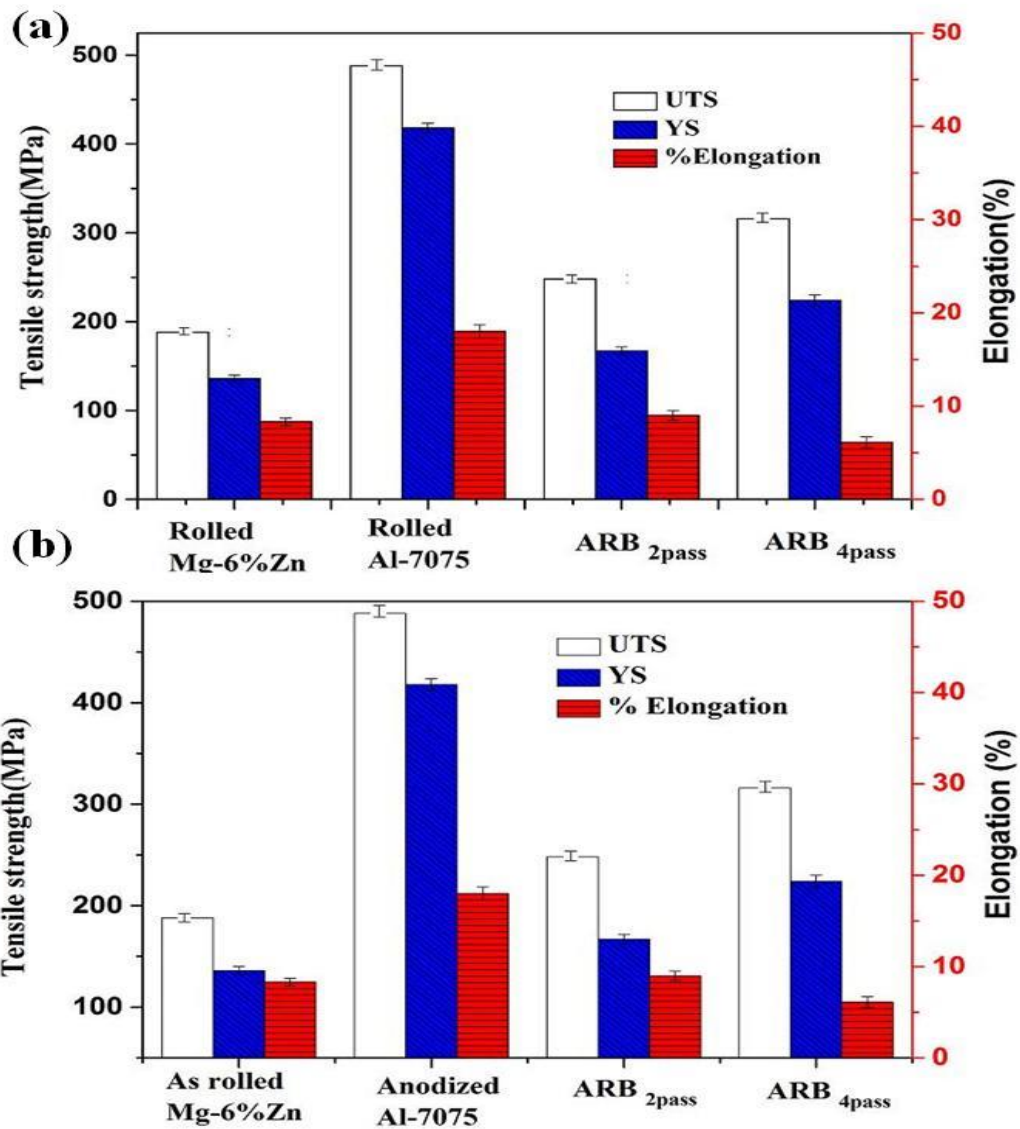 (a)
500
400
300
200
100
0
Tensile strength(MPa)
UTS
YS
%Elongation
50
40
30
20
10
0
Elongation(%)
Rolled
Mg-6%Zn
Rolled
Al-7075
ARB 2pass
ARB 4pass
(b)
500
400
300
200
100
Tensile strength(MPa)
UTS
YS
% Elongation
50
40
30
20
10
0
Elongation (%)
As rolled
Mg-6%Zn
Anodized
Al-7075
ARB 2pass
ARB 4pass